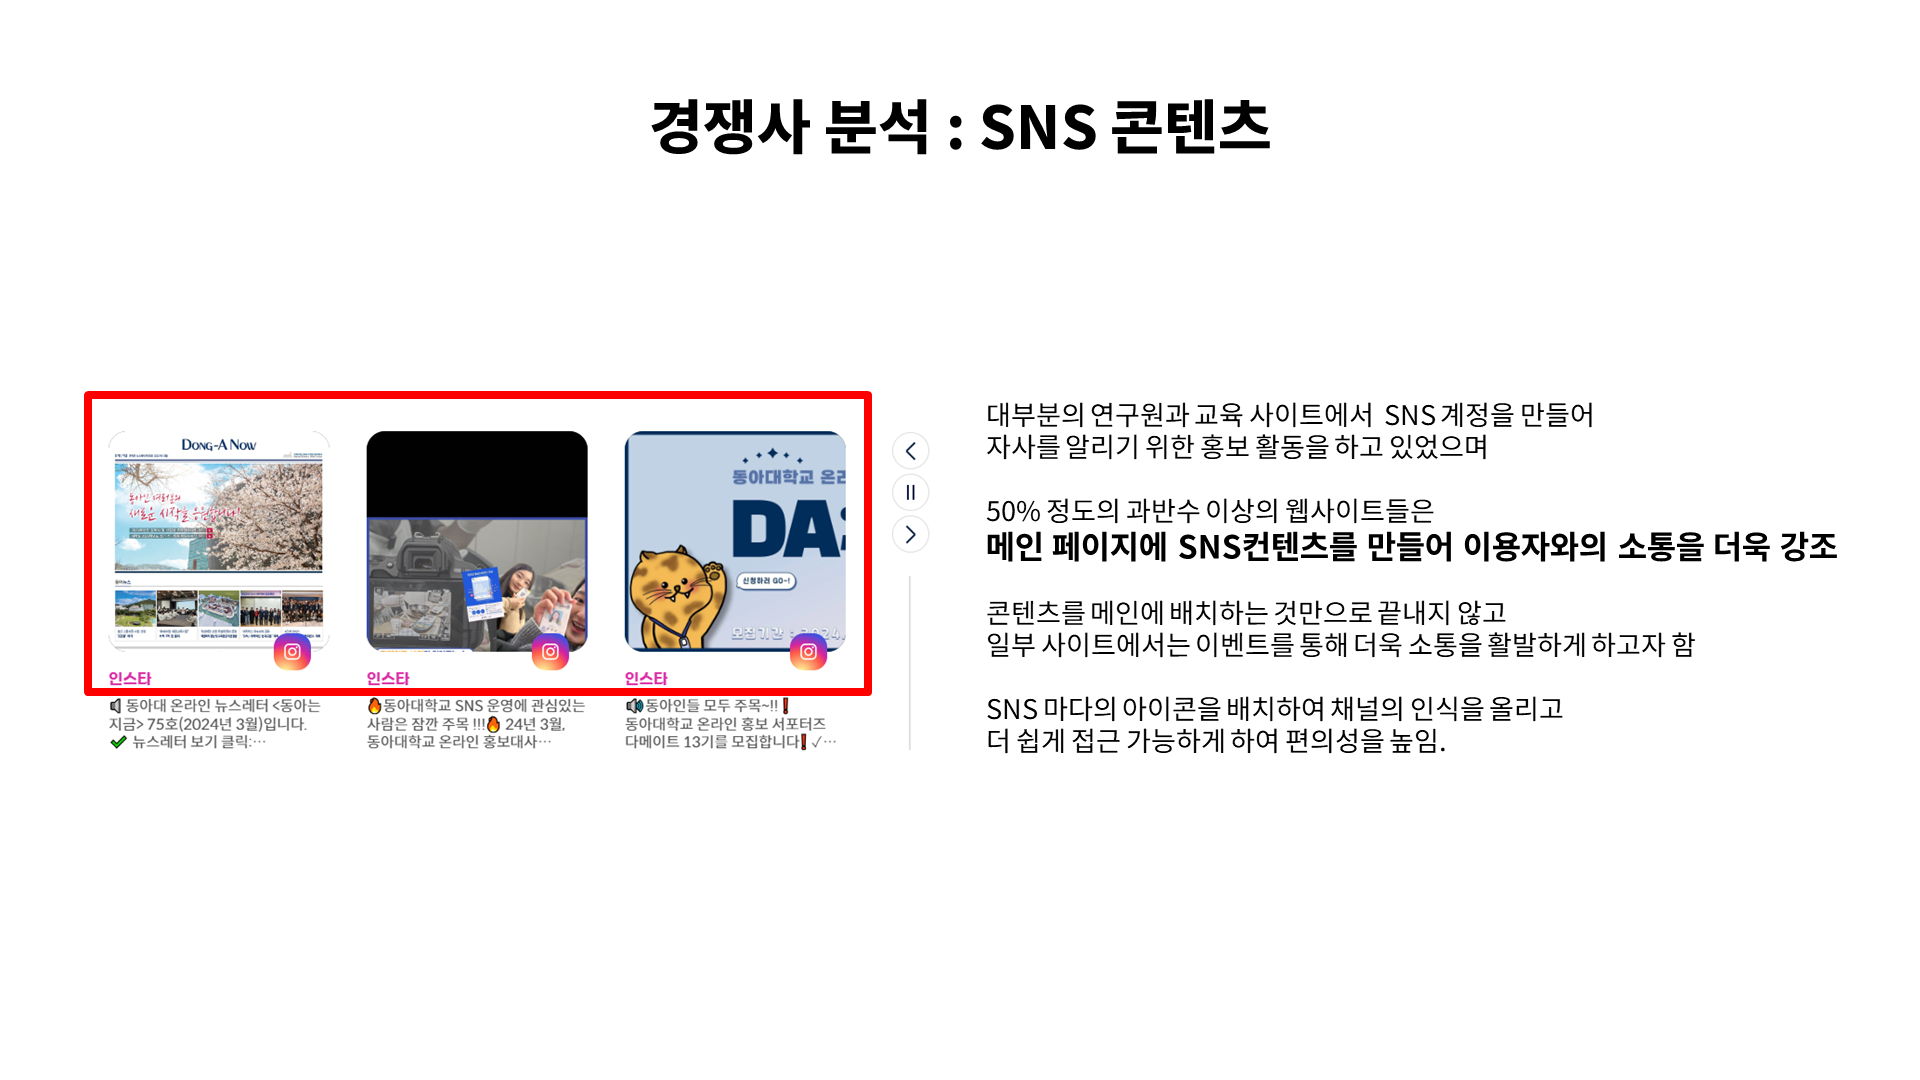 경쟁사 분석 : SNS 콘텐츠
DONG-A NOW
동아인 여러분의
새로운 시작을 응원합니다!
인스타
🔈 동아대 온라인 뉴스레터 <동아는
지금> 75호(2024년 3월)입니다.
✔ 뉴스레터 보기 클릭:…
인스타
🔥동아대학교 SNS 운영에 관심있는
사람은 잠깐 주목 !!!🔥 24년 3월,
동아대학교 온라인 홍보대사…
동아대학교 온라
DAS
신청하러 GO~!
모집기간 : 2024.
인스타
🔊동아인들 모두 주목~!!❗
동아대학교 온라인 홍보 서포터즈
다메이트 13기를 모집합니다❗✓…
대부분의 연구원과 교육 사이트에서 SNS 계정을 만들어
자사를 알리기 위한 홍보 활동을 하고 있었으며
50% 정도의 과반수 이상의 웹사이트들은
메인 페이지에 SNS컨텐츠를 만들어 이용자와의 소통을 더욱 강조
콘텐츠를 메인에 배치하는 것만으로 끝내지 않고
일부 사이트에서는 이벤트를 통해 더욱 소통을 활발하게 하고자 함
SNS 마다의 아이콘을 배치하여 채널의 인식을 올리고
더 쉽게 접근 가능하게 하여 편의성을 높임.